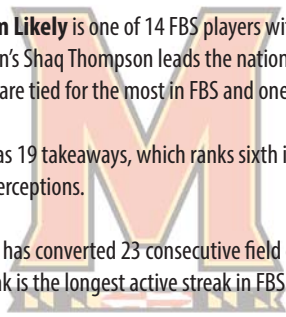 m Likely is one of 14 FBS players wi
n’s Shaq Thompson leads the nation
are tied for the most in FBS and one
as 19 takeaways, which ranks sixth i
erceptions.
has converted 23 consecutive field
ak is the longest active streak in FBS